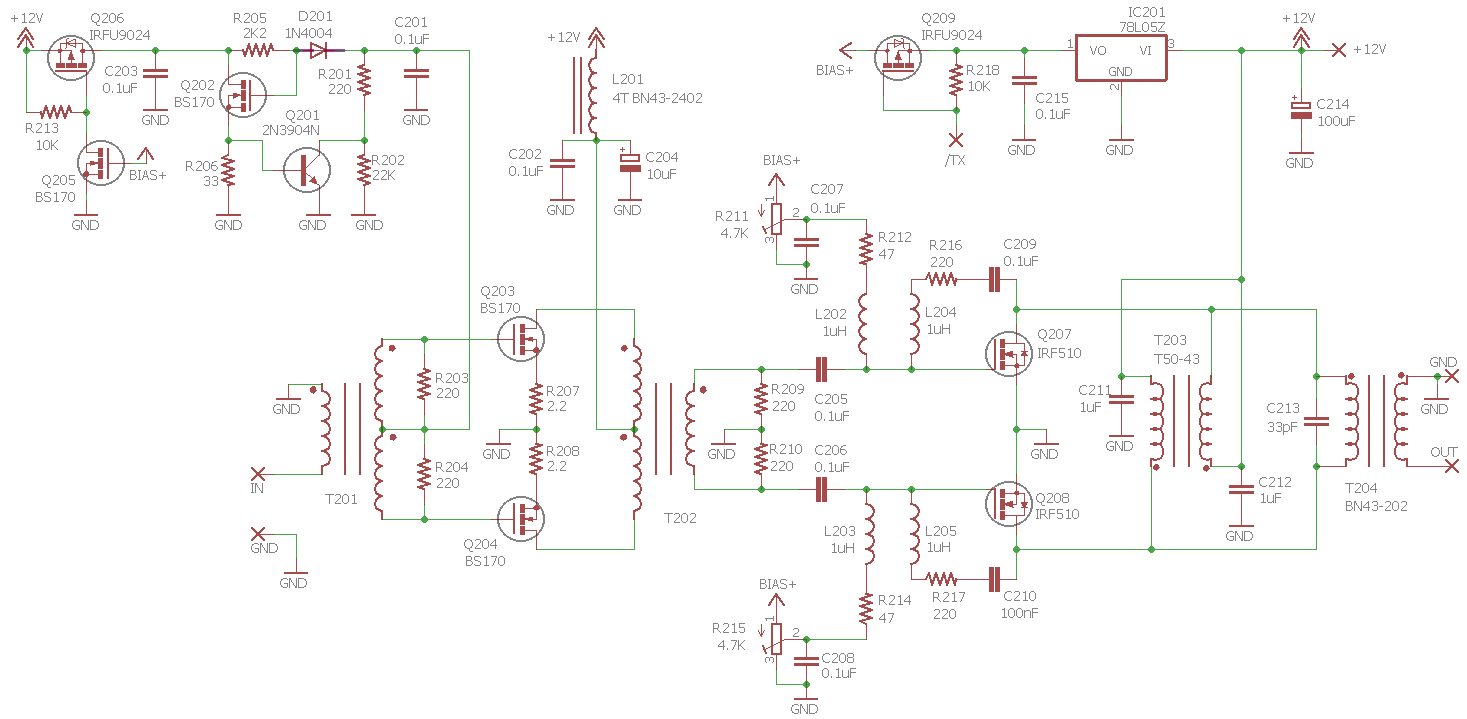 +12V
Q206
IRFU9024
R205
2K2
D201
1N4004
C201
0.1uF
C203
0.1uF
GND
Q202
BS170
R201
220
GND
R213
10K
Q205
BS170
BIAS+
GND
Q201
2N3904N
R206
33
GND
GND
R202
22K
GND
+12V
L201
4T BN43-2402
C202
0.1uF
GND
C204
10uF
GND
Q209
IRFU9024
BIAS+
R218
10K
/TX
C215
0.1uF
GND
IC201
78L05Z
1
VO
VI
3
GND
2
GND
+12V
+12V
C214
100uF
GND
BIAS+
R211
4.7K
1
2
3
C207
0.1uF
GND
R212
47
R216
220
C209
0.1uF
L202
1uH
L204
1uH
Q207
IRF510
Q203
BS170
GND
IN
GND
GND
T201
R203
220
R204
220
R207
2.2
R208
2.2
GND
Q204
BS170
T202
R209
220
GND
R210
220
C205
0.1uF
C206
0.1uF
GND
Q208
IRF510
L203
1uH
L205
1uH
R217
220
C210
100nF
BIAS+
R215
4.7K
1
2
3
R214
47
C208
0.1uF
GND
T203
T50-43
C211
1uF
GND
C212
1uF
GND
C213
33pF
T204
BN43-202
GND
GND
OUT